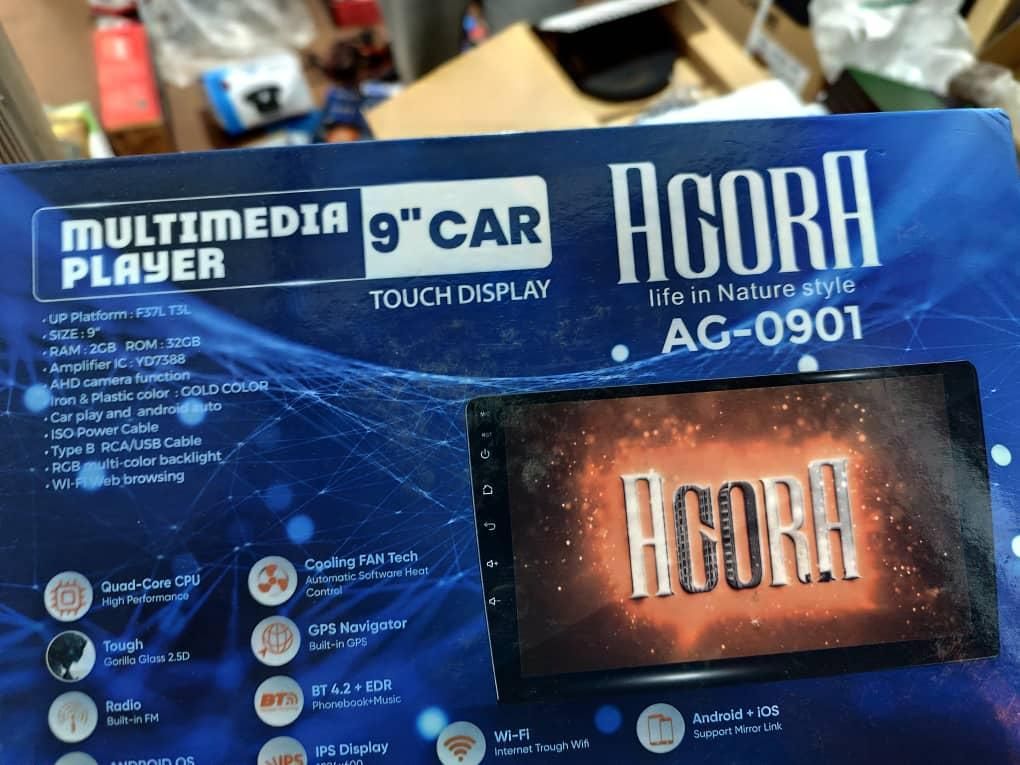 MULTIMEDIA PLAYER
9" CAR
TOUCH DISPLAY
AGORA
life in Nature style
AG-0901
• UP Platform : F37L T3L
• SIZE : 9"
• RAM : 2GB ROM : 32GB
• Amplifier IC : YD7388
• AHD camera function
• Iron & Plastic color : GOLD COLOR
• Car play and android auto
• ISO Power Cable
• Type B RCA/USB Cable
• RGB multi-color backlight
• WI-FI Web browsing
AGORA
Quad-Core CPU
High Performance
Cooling FAN Tech
Automatic Software Heat
Control
Tough
Gorilla Glass 2.5D
GPS Navigator
Built-in GPS
Radio
Built-in FM
BT
BT 4.2 + EDR
Phonebook+Music
Wi-Fi
Internet Trough Wifi
Android + iOS
Support Mirror Link
ANDROID OS
IPS
IPS Display